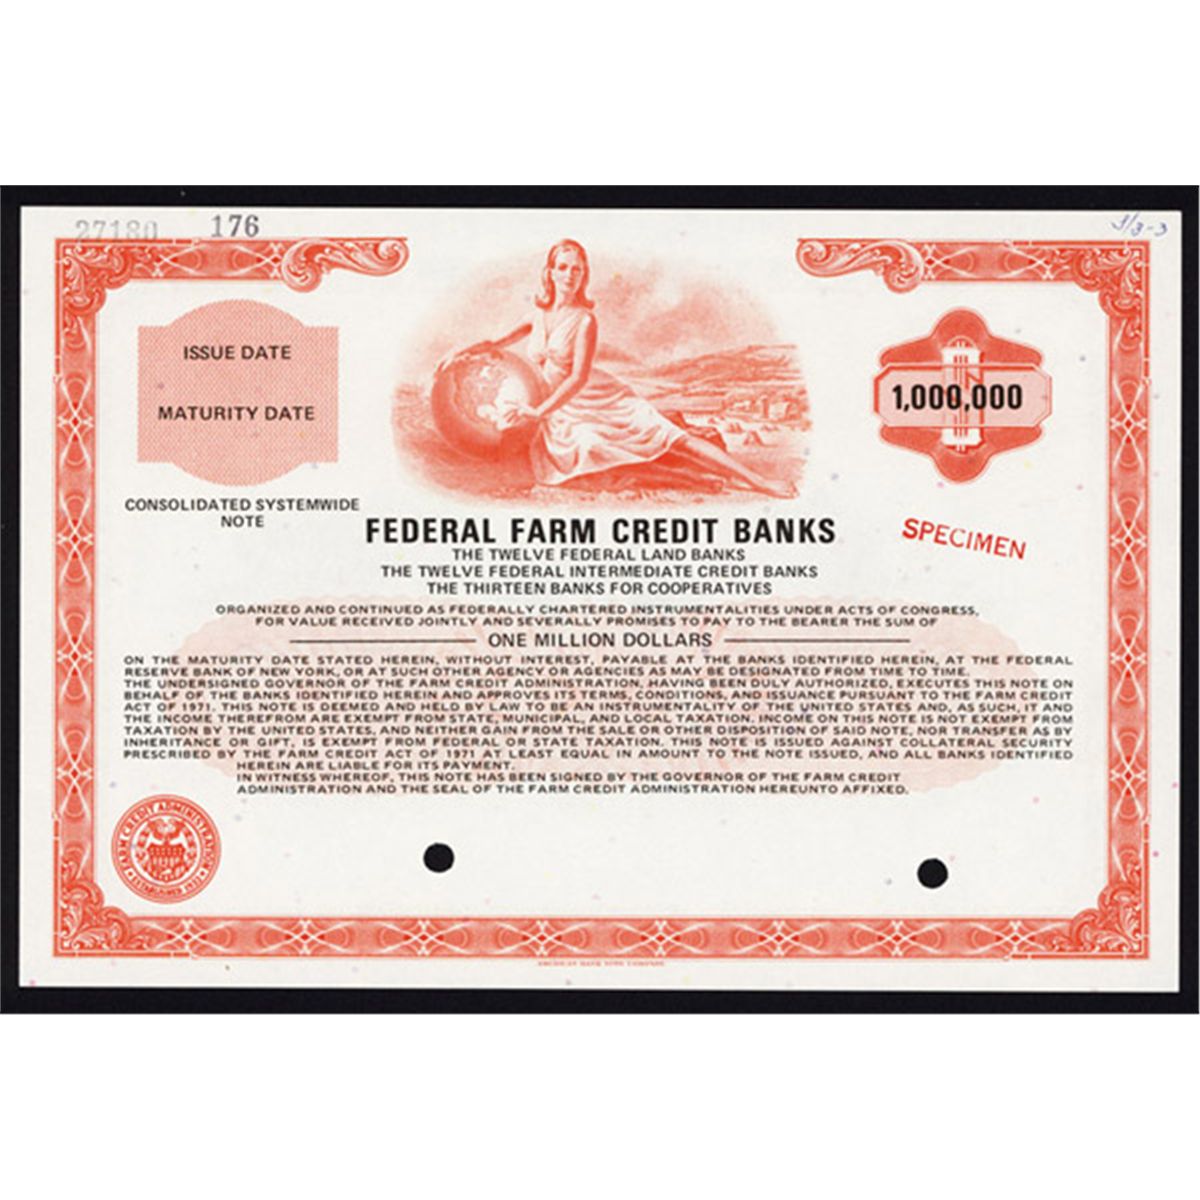 27180 176
1/3-3
ISSUE DATE
MATURITY DATE
1,000,000
CONSOLIDATED SYSTEMWIDE
NOTE
SPECIMEN
FEDERAL FARM CREDIT BANKS
THE TWELVE FEDERAL LAND BANKS
THE TWELVE FEDERAL INTERMEDIATE CREDIT BANKS
THE THIRTEEN BANKS FOR COOPERATIVES
ORGANIZED AND CONTINUED AS FEDERALLY CHARTERED INSTRUMENTALITIES UNDER ACTS OF CONGRESS,
FOR VALUE RECEIVED JOINTLY AND SEVERALLY PROMISES TO PAY TO THE BEARER THE SUM OF
ONE MILLION DOLLARS
ON THE MATURITY DATE STATED HEREIN, WITHOUT INTEREST, PAYABLE AT THE BANKS IDENTIFIED HEREIN, AT THE FEDERAL
RESERVE BANK OF NEW YORK, OR AT SUCH OTHER AGENCY OR AGENCIES AS MAY BE DESIGNATED FROM TIME TO TIME.
THE UNDERSIGNED GOVERNOR OF THE FARM CREDIT ADMINISTRATION, HAVING BEEN DULY AUTHORIZED, EXECUTES THIS NOTE ON
BEHALF OF THE BANKS IDENTIFIED HEREIN AND APPROVES ITS TERMS, CONDITIONS, AND ISSUANCE PURSUANT TO THE FARM CREDIT
ACT OF 1971. THIS NOTE IS DEEMED AND HELD BY LAW TO BE AN INSTRUMENTALITY OF THE UNITED STATES AND, AS SUCH, IT AND
THE INCOME THEREFROM ARE EXEMPT FROM STATE, MUNICIPAL, AND LOCAL TAXATION. INCOME ON THIS NOTE IS NOT EXEMPT FROM
TAXATION BY THE UNITED STATES, AND NEITHER GAIN FROM THE SALE OR OTHER DISPOSITION OF SAID NOTE, NOR TRANSFER AS BY
INHERITANCE OR GIFT, IS EXEMPT FROM FEDERAL OR STATE TAXATION. THIS NOTE IS ISSUED AGAINST COLLATERAL SECURITY
PRESCRIBED BY THE FARM CREDIT ACT OF 1971 AT LEAST EQUAL IN AMOUNT TO THE NOTE ISSUED, AND ALL BANKS IDENTIFIED
HEREIN ARE LIABLE FOR ITS PAYMENT.
IN WITNESS WHEREOF, THIS NOTE HAS BEEN SIGNED BY THE GOVERNOR OF THE FARM CREDIT
ADMINISTRATION AND THE SEAL OF THE FARM CREDIT ADMINISTRATION HEREUNTO AFFIXED.
FARM CREDIT ADMINISTRATION
ESTABLISHED 1933
AMERICAN BANK NOTE COMPANY